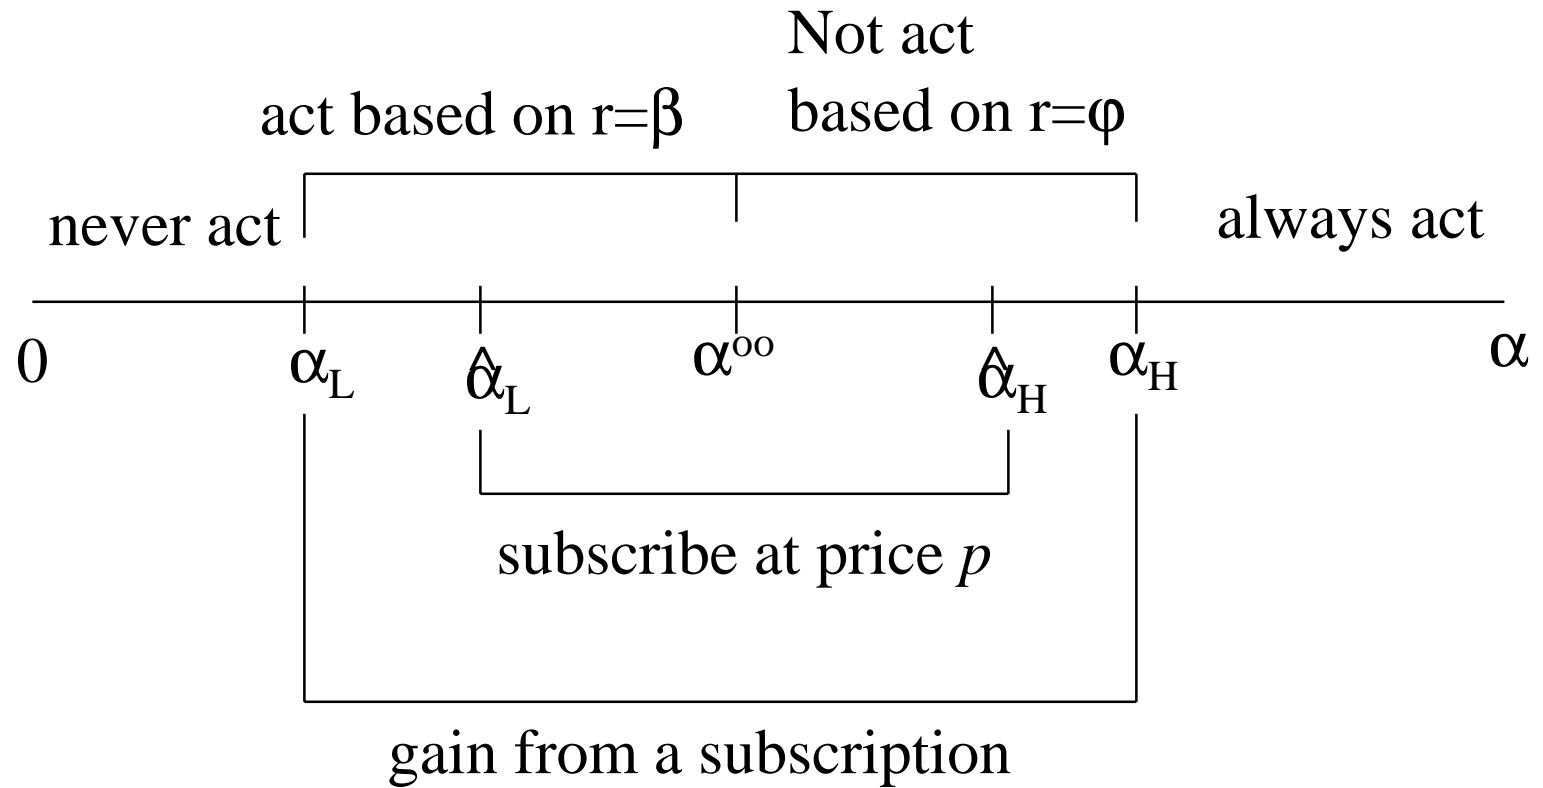 Not act
act based on r=β
based on r=φ
never act
always act
0
α_L
α̂_L
α^oo
α̂_H
α_H
α
subscribe at price p
gain from a subscription